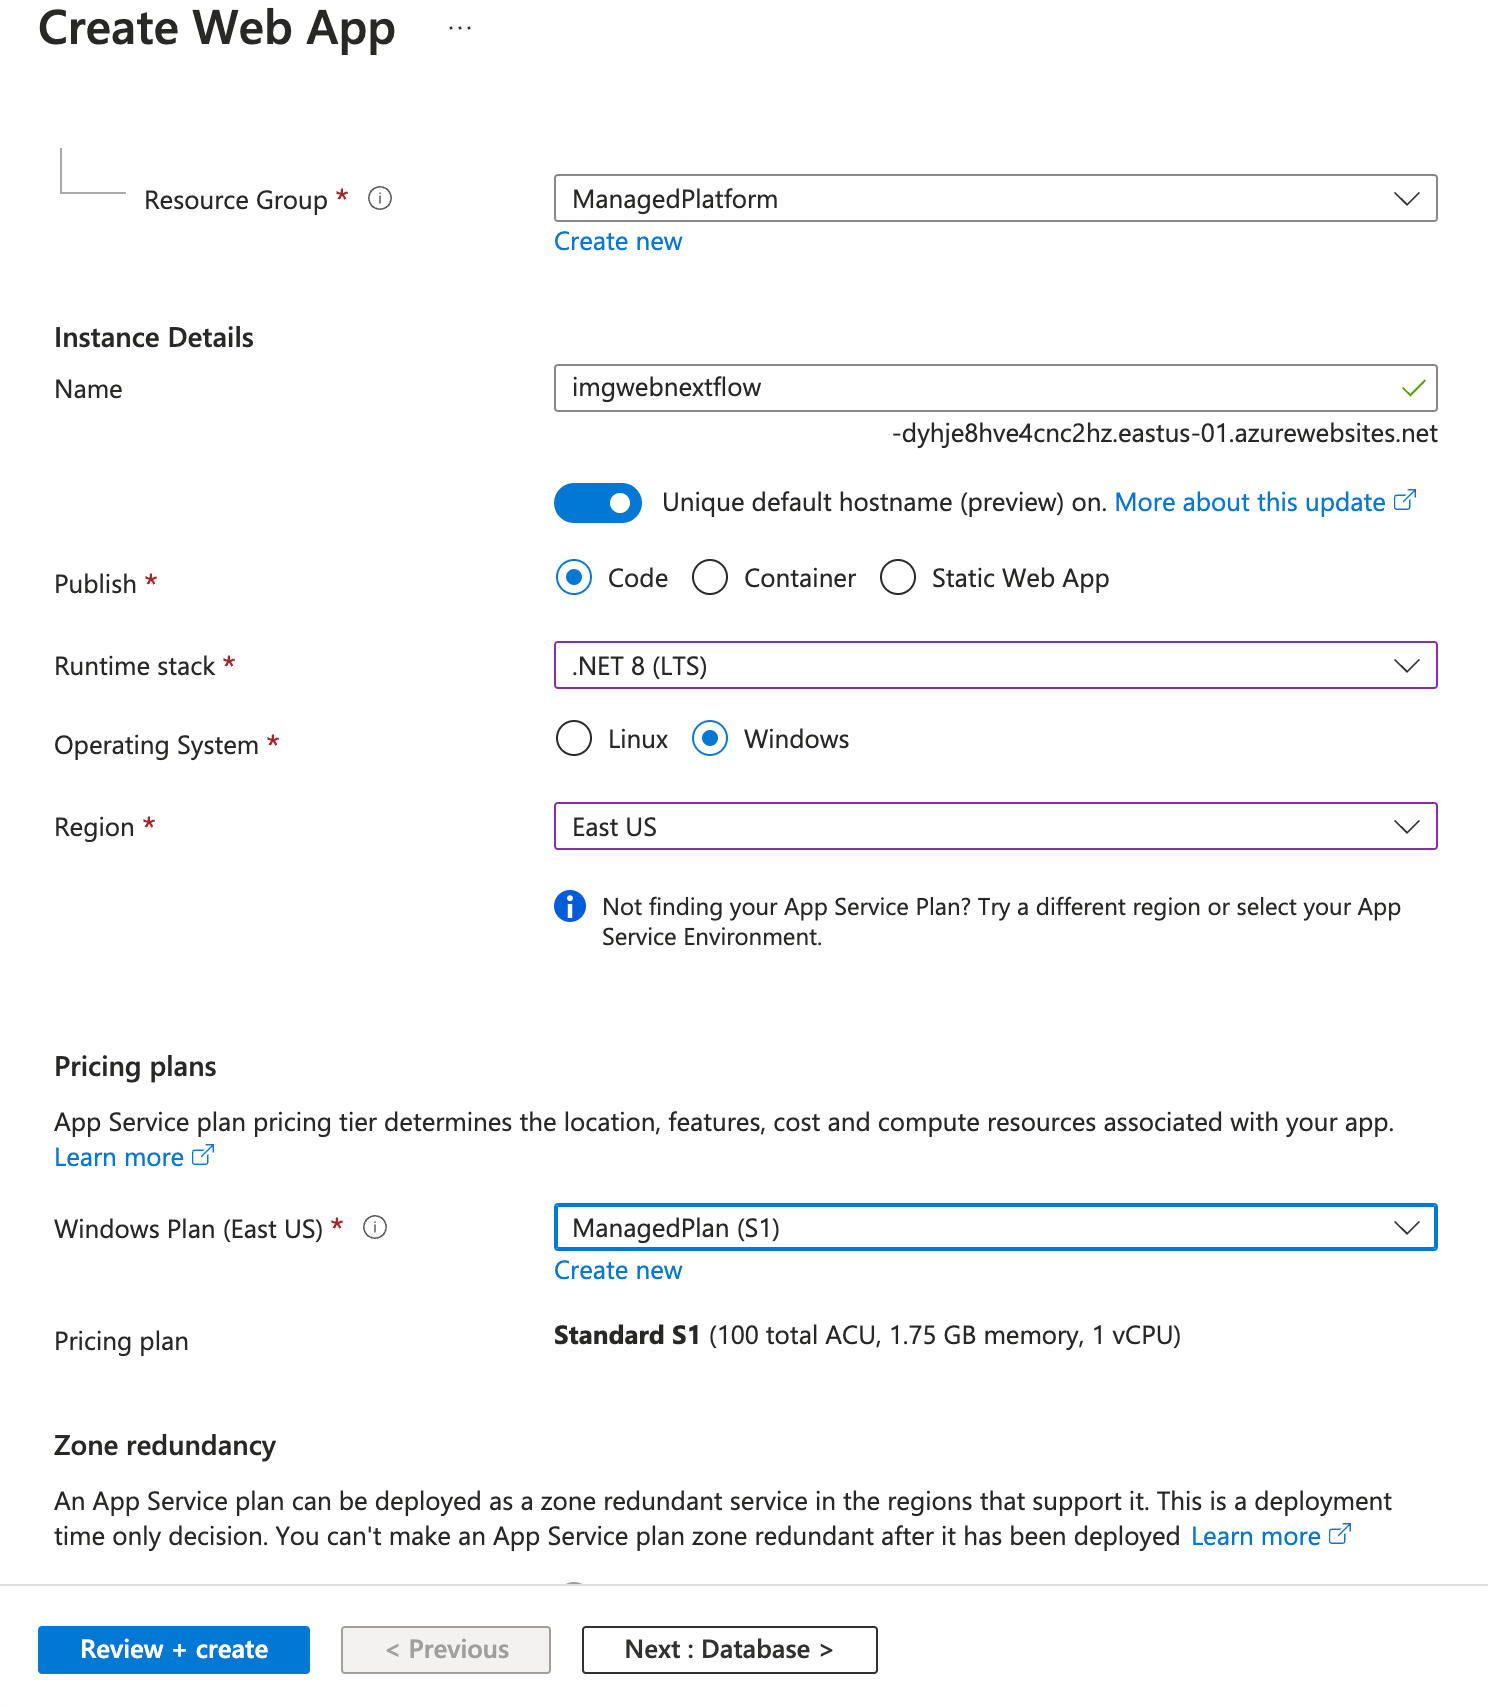 Create Web App ...
Resource Group * ManagedPlatform
Create new
Instance Details
Name imgwebnextflow
-dyhje8hve4cnc2hz.eastus-01.azurewebsites.net
Unique default hostname (preview) on. More about this update
Publish * Code Container Static Web App
Runtime stack * .NET 8 (LTS)
Operating System * Linux Windows
Region * East US
Not finding your App Service Plan? Try a different region or select your App
Service Environment.
Pricing plans
App Service plan pricing tier determines the location, features, cost and compute resources associated with your app.
Learn more
Windows Plan (East US) * ManagedPlan (S1)
Create new
Pricing plan Standard S1 (100 total ACU, 1.75 GB memory, 1 vCPU)
Zone redundancy
An App Service plan can be deployed as a zone redundant service in the regions that support it. This is a deployment
time only decision. You can't make an App Service plan zone redundant after it has been deployed Learn more
Review + create < Previous Next : Database >